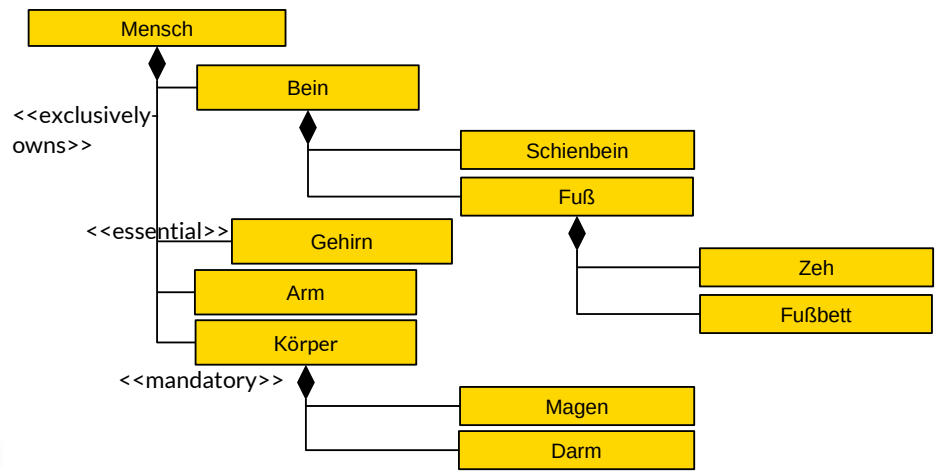 Mensch
Bein
<<exclusively
owns>>
Schienbein
Fuß
<<essential>>
Gehirn
Zeh
Arm
Fußbett
Körper
<<mandatory>>
Magen
Darm